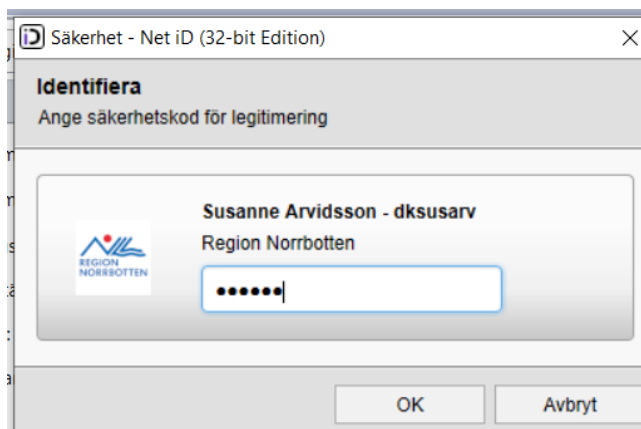 Säkerhet - Net iD (32-bit Edition)
Identifiera
Ange säkerhetskod för legitimering
Susanne Arvidsson - dksusarv
Region Norrbotten
REGION
NORRBOTTEN
••••••
OK
Avbryt